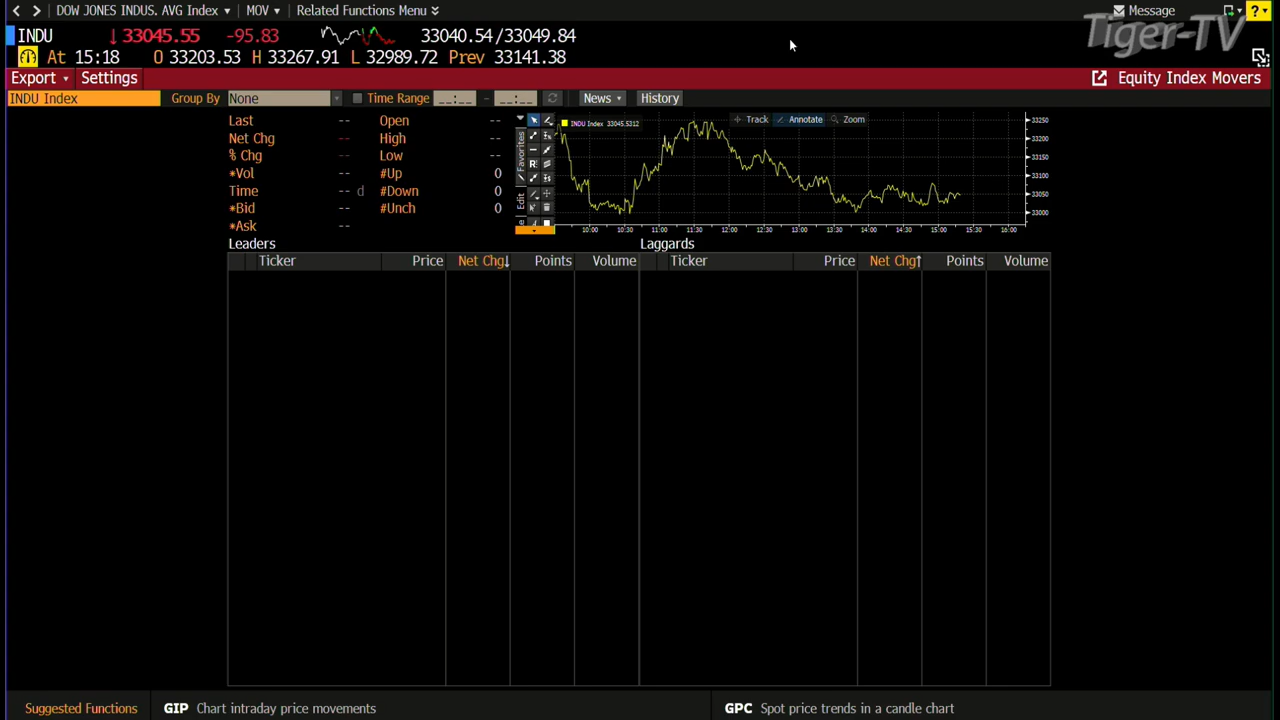 DOW JONES INDUS. AVG Index MOV Related Functions Menu Message ?
Tiger-TV
INDU 33045.55 -95.83 33040.54/33049.84
At 15:18 O 33203.53 H 33267.91 L 32989.72 Prev 33141.38
Export Settings Equity Index Movers
INDU Index Group By None Time Range __:__ - __:__ News History
Last -- Open --
Net Chg -- High --
% Chg -- Low --
*Vol -- #Up 0
Time -- d #Down 0
*Bid -- #Unch 0
*Ask --
Favorites
Edit
INDU Index 33045.5312 Track Annotate Zoom
33250
33200
33150
33100
33050
33000
10:00 10:30 11:00 11:30 12:00 12:30 13:00 13:30 14:00 14:30 15:00 15:30 16:00
Leaders Laggards
Ticker Price Net Chg↓ Points Volume Ticker Price Net Chg↑ Points Volume
Suggested Functions GIP Chart intraday price movements GPC Spot price trends in a candle chart